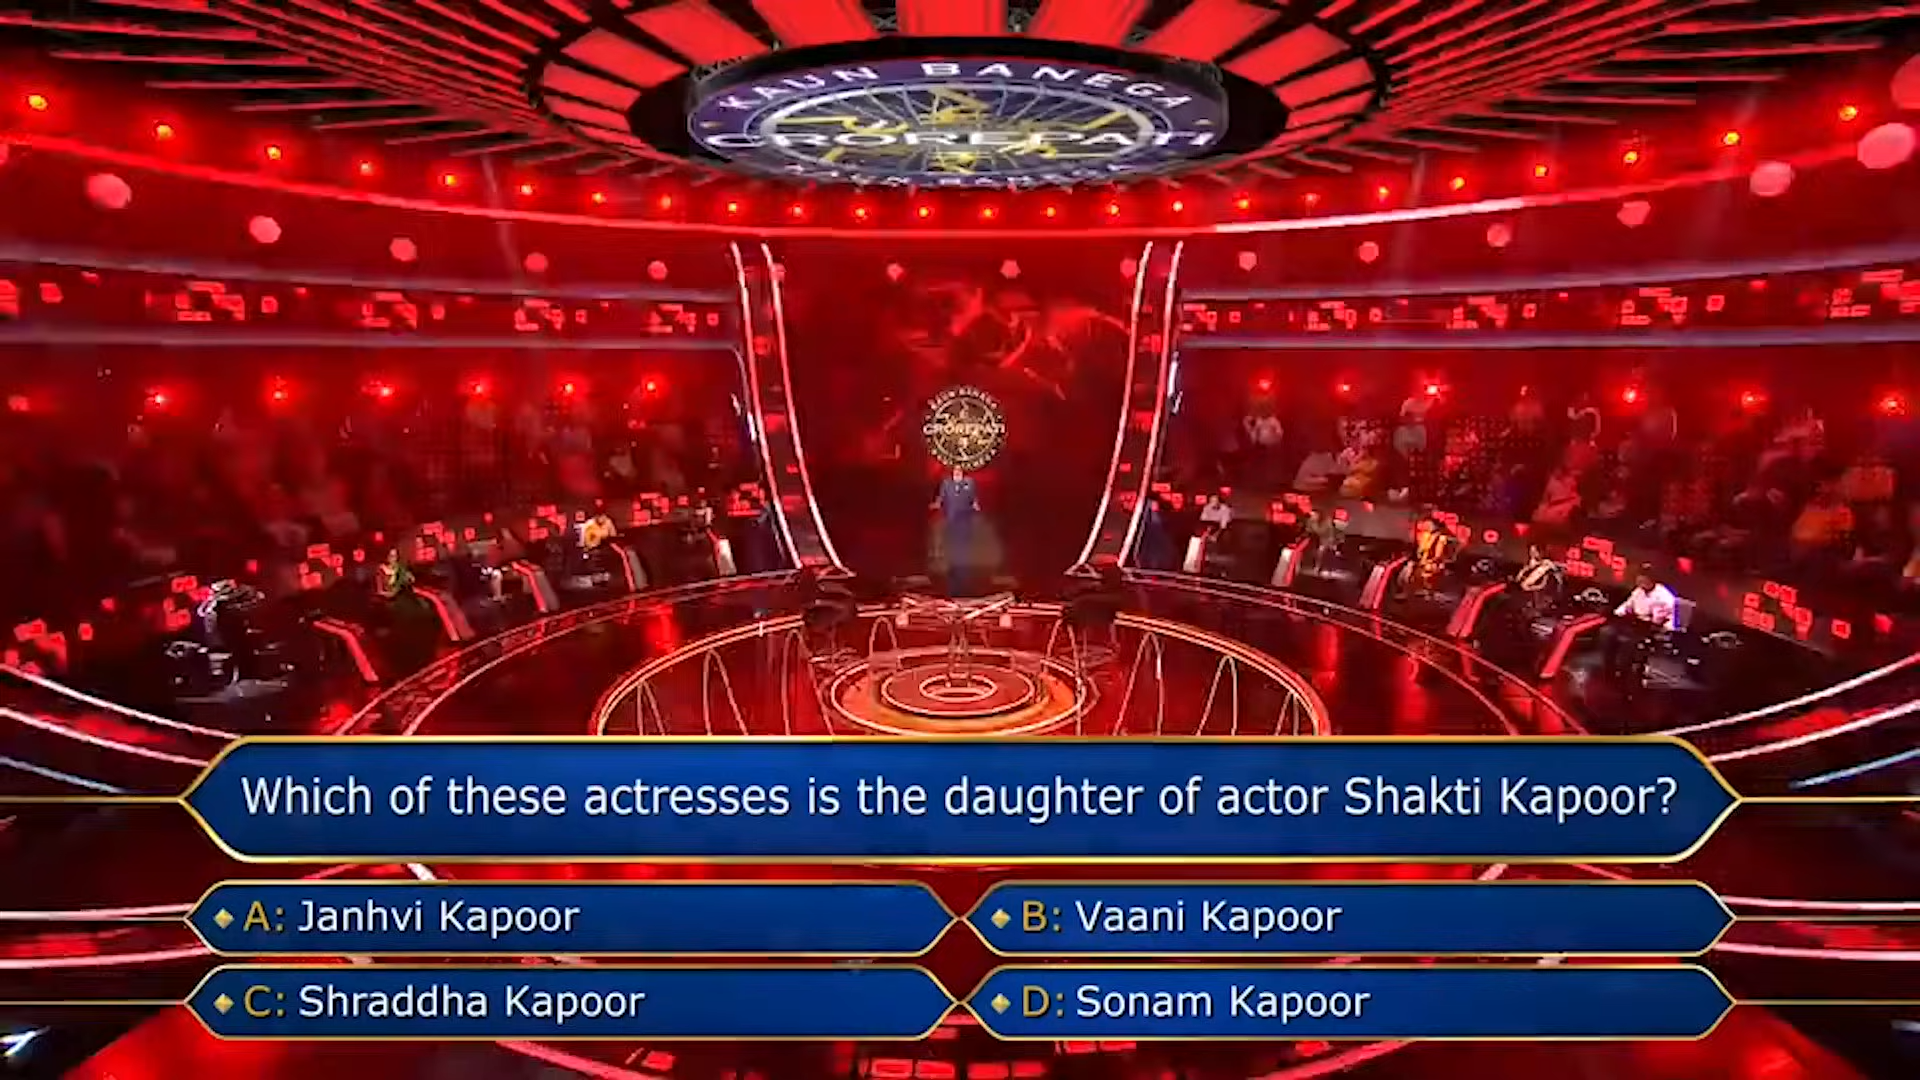 KAUN BANEGA
CROREPATI
CROREPATI
Which of these actresses is the daughter of actor Shakti Kapoor?
A: Janhvi Kapoor
B: Vaani Kapoor
C: Shraddha Kapoor
D: Sonam Kapoor